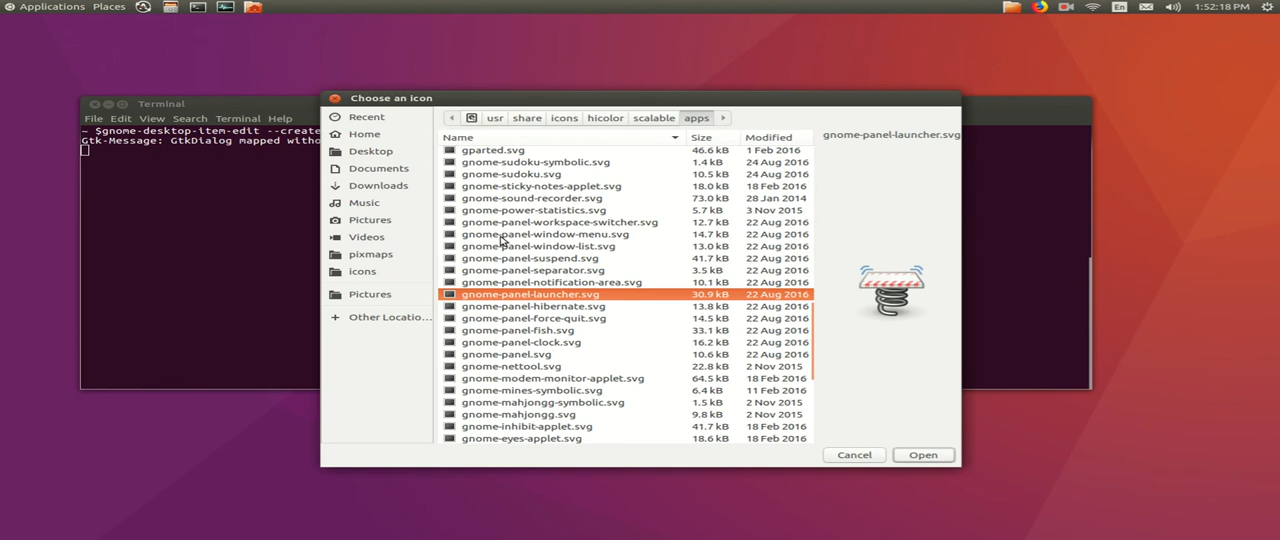 Applications Places En 1:52:18 PM
Terminal
File Edit View Search Terminal Help
~ $gnome-desktop-item-edit --create
Gtk-Message: GtkDialog mapped witho
Choose an icon
Recent
Home
Desktop
Documents
Downloads
Music
Pictures
Videos
pixmaps
icons
Pictures
Other Locatio...
usr share icons hicolor scalable apps
Name Size Modified
gparted.svg 46.6 kB 1 Feb 2016
gnome-sudoku-symbolic.svg 1.4 kB 24 Aug 2016
gnome-sudoku.svg 10.5 kB 24 Aug 2016
gnome-sticky-notes-applet.svg 18.0 kB 18 Feb 2016
gnome-sound-recorder.svg 73.0 kB 28 Jan 2014
gnome-power-statistics.svg 5.7 kB 3 Nov 2015
gnome-panel-workspace-switcher.svg 12.7 kB 22 Aug 2016
gnome-panel-window-menu.svg 14.7 kB 22 Aug 2016
gnome-panel-window-list.svg 13.0 kB 22 Aug 2016
gnome-panel-suspend.svg 41.7 kB 22 Aug 2016
gnome-panel-separator.svg 3.5 kB 22 Aug 2016
gnome-panel-notification-area.svg 10.1 kB 22 Aug 2016
gnome-panel-launcher.svg 30.9 kB 22 Aug 2016
gnome-panel-hibernate.svg 13.8 kB 22 Aug 2016
gnome-panel-force-quit.svg 14.5 kB 22 Aug 2016
gnome-panel-fish.svg 33.1 kB 22 Aug 2016
gnome-panel-clock.svg 16.2 kB 22 Aug 2016
gnome-panel.svg 10.6 kB 22 Aug 2016
gnome-nettool.svg 22.8 kB 2 Nov 2015
gnome-modem-monitor-applet.svg 64.5 kB 18 Feb 2016
gnome-mines-symbolic.svg 6.4 kB 11 Feb 2016
gnome-mahjongg-symbolic.svg 1.5 kB 2 Nov 2015
gnome-mahjongg.svg 9.8 kB 2 Nov 2015
gnome-inhibit-applet.svg 41.7 kB 18 Feb 2016
gnome-eyes-applet.svg 18.6 kB 18 Feb 2016
gnome-panel-launcher.svg
Cancel Open